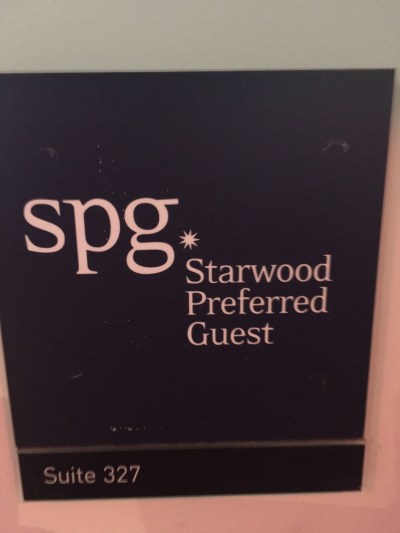 spg*
Starwood
Preferred
Guest
Suite 327